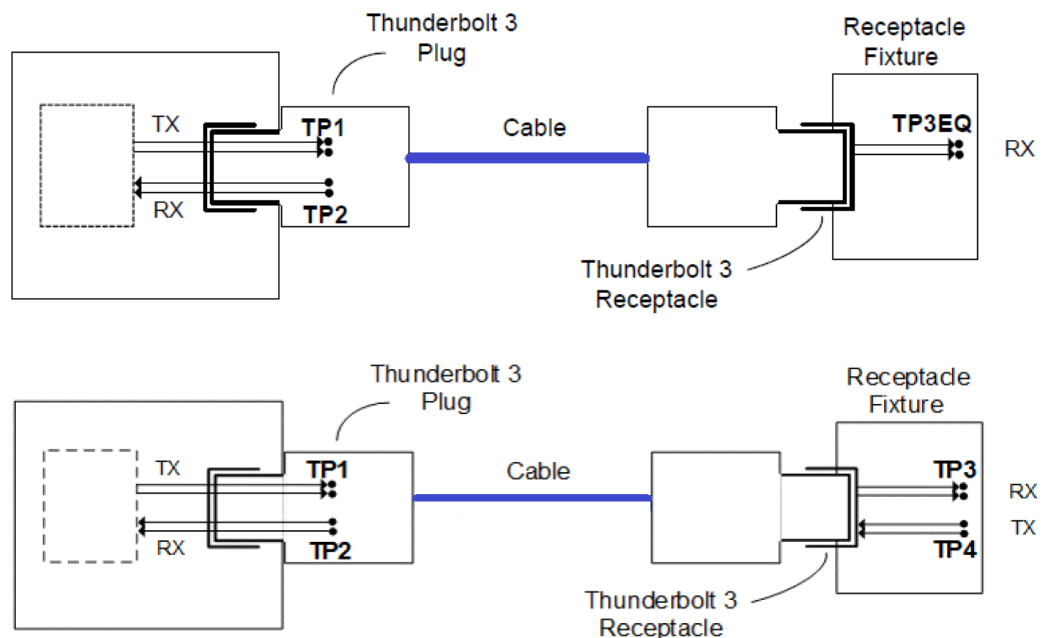 Thunderbolt 3
Plug
Receptacle
Fixture
TX
TP1
Cable
TP3EQ
RX
RX
TP2
Thunderbolt 3
Receptacle
Thunderbolt 3
Plug
Receptacle
Fixture
TX
TP1
Cable
TP3
RX
TX
RX
TP2
TP4
Thunderbolt 3
Receptacle